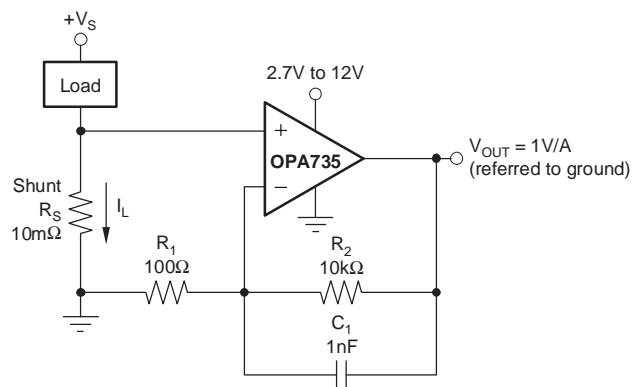 +V_S
Load
2.7V to 12V
+
OPA735
−
V_OUT = 1V/A
(referred to ground)
Shunt
R_S
10mΩ
I_L
R_1
100Ω
R_2
10kΩ
C_1
1nF